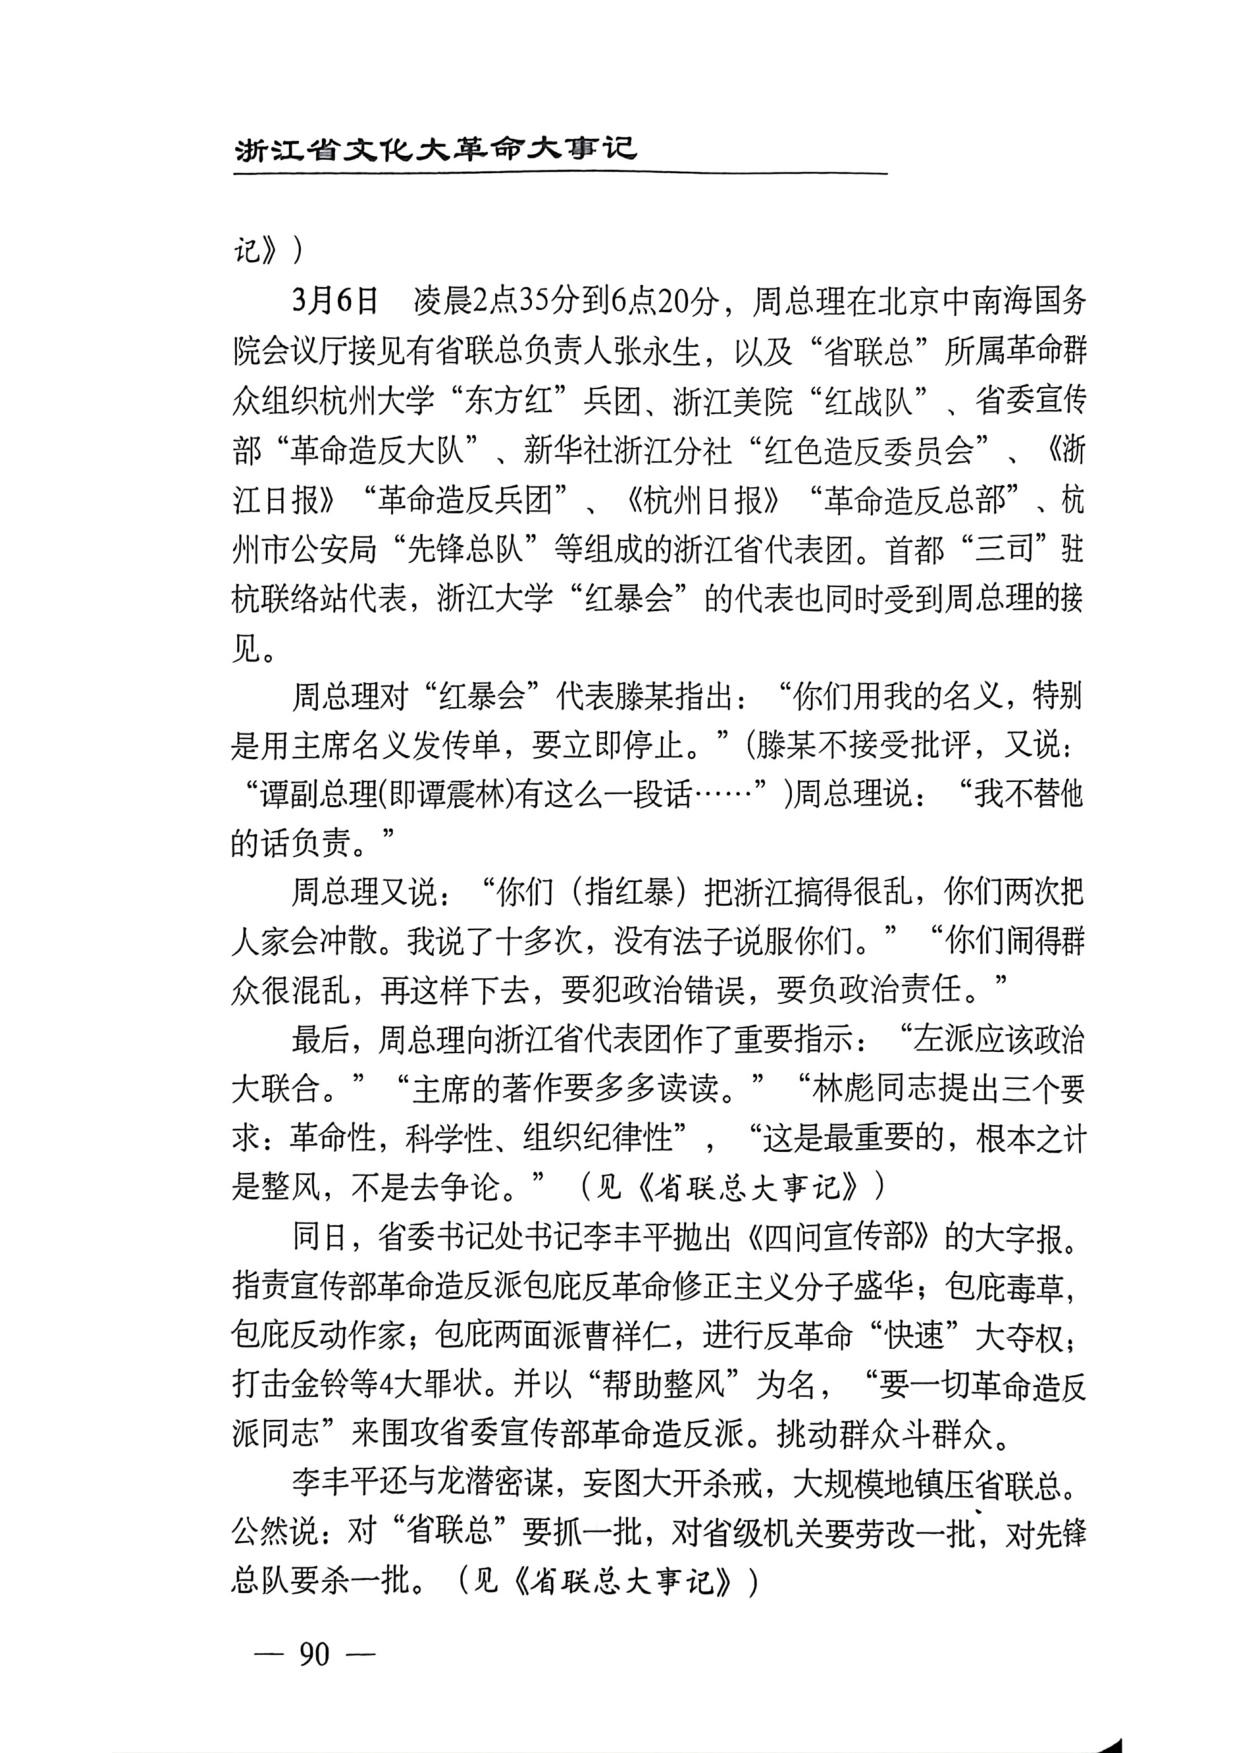 浙江省文化大革命大事记
记》）
3月6日　凌晨2点35分到6点20分，周总理在北京中南海国务
院会议厅接见有省联总负责人张永生，以及“省联总”所属革命群
众组织杭州大学“东方红”兵团、浙江美院“红战队”、省委宣传
部“革命造反大队”、新华社浙江分社“红色造反委员会”、《浙
江日报》“革命造反兵团”、《杭州日报》“革命造反总部”、杭
州市公安局“先锋总队”等组成的浙江省代表团。首都“三司”驻
杭联络站代表，浙江大学“红暴会”的代表也同时受到周总理的接
见。
周总理对“红暴会”代表滕某指出：“你们用我的名义，特别
是用主席名义发传单，要立即停止。”(滕某不接受批评，又说：
“谭副总理(即谭震林)有这么一段话……”)周总理说：“我不替他
的话负责。”
周总理又说：“你们（指红暴）把浙江搞得很乱，你们两次把
人家会冲散。我说了十多次，没有法子说服你们。”“你们闹得群
众很混乱，再这样下去，要犯政治错误，要负政治责任。”
最后，周总理向浙江省代表团作了重要指示：“左派应该政治
大联合。”“主席的著作要多多读读。”“林彪同志提出三个要
求：革命性，科学性、组织纪律性”，“这是最重要的，根本之计
是整风，不是去争论。”（见《省联总大事记》）
同日，省委书记处书记李丰平抛出《四问宣传部》的大字报。
指责宣传部革命造反派包庇反革命修正主义分子盛华；包庇毒草，
包庇反动作家；包庇两面派曹祥仁，进行反革命“快速”大夺权；
打击金铃等4大罪状。并以“帮助整风”为名，“要一切革命造反
派同志”来围攻省委宣传部革命造反派。挑动群众斗群众。
李丰平还与龙潜密谋，妄图大开杀戒，大规模地镇压省联总。
公然说：对“省联总”要抓一批，对省级机关要劳改一批，对先锋
总队要杀一批。（见《省联总大事记》）
— 90 —